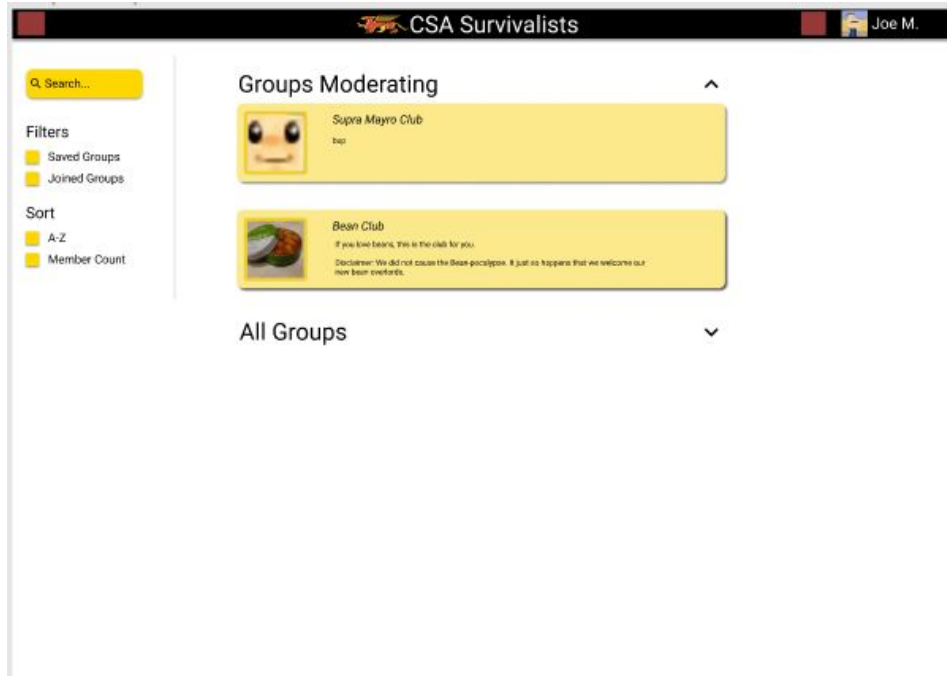 CSA Survivalists
Joe M.
Search...
Filters
Saved Groups
Joined Groups
Sort
A-Z
Member Count
Groups Moderating
Supra Mayro Club
bap
Bean Club
If you love beans, this is the club for you.
Disclaimer: We did not cause the Bean-pocalypse. It just so happens that we welcome our
new bean overlords.
All Groups